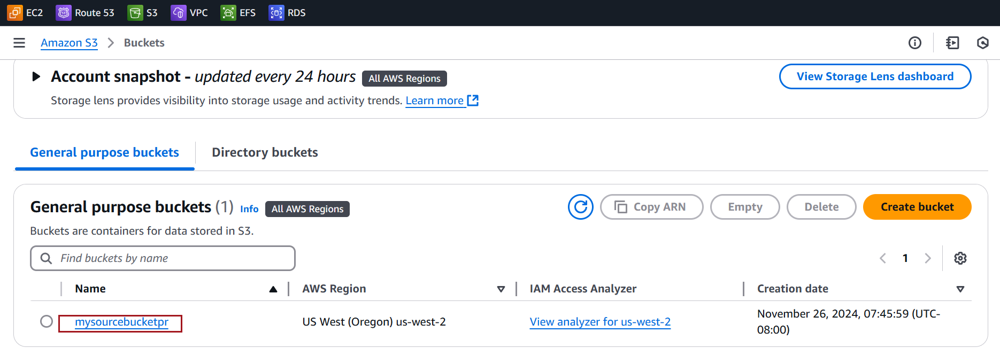 EC2 Route 53 S3 VPC EFS RDS
Amazon S3 Buckets
Account snapshot - updated every 24 hours All AWS Regions View Storage Lens dashboard
Storage lens provides visibility into storage usage and activity trends. Learn more
General purpose buckets Directory buckets
General purpose buckets (1) Info All AWS Regions Copy ARN Empty Delete Create bucket
Buckets are containers for data stored in S3.
Find buckets by name 1
Name AWS Region IAM Access Analyzer Creation date
mysourcebucketpr US West (Oregon) us-west-2 View analyzer for us-west-2 November 26, 2024, 07:45:59 (UTC-
08:00)